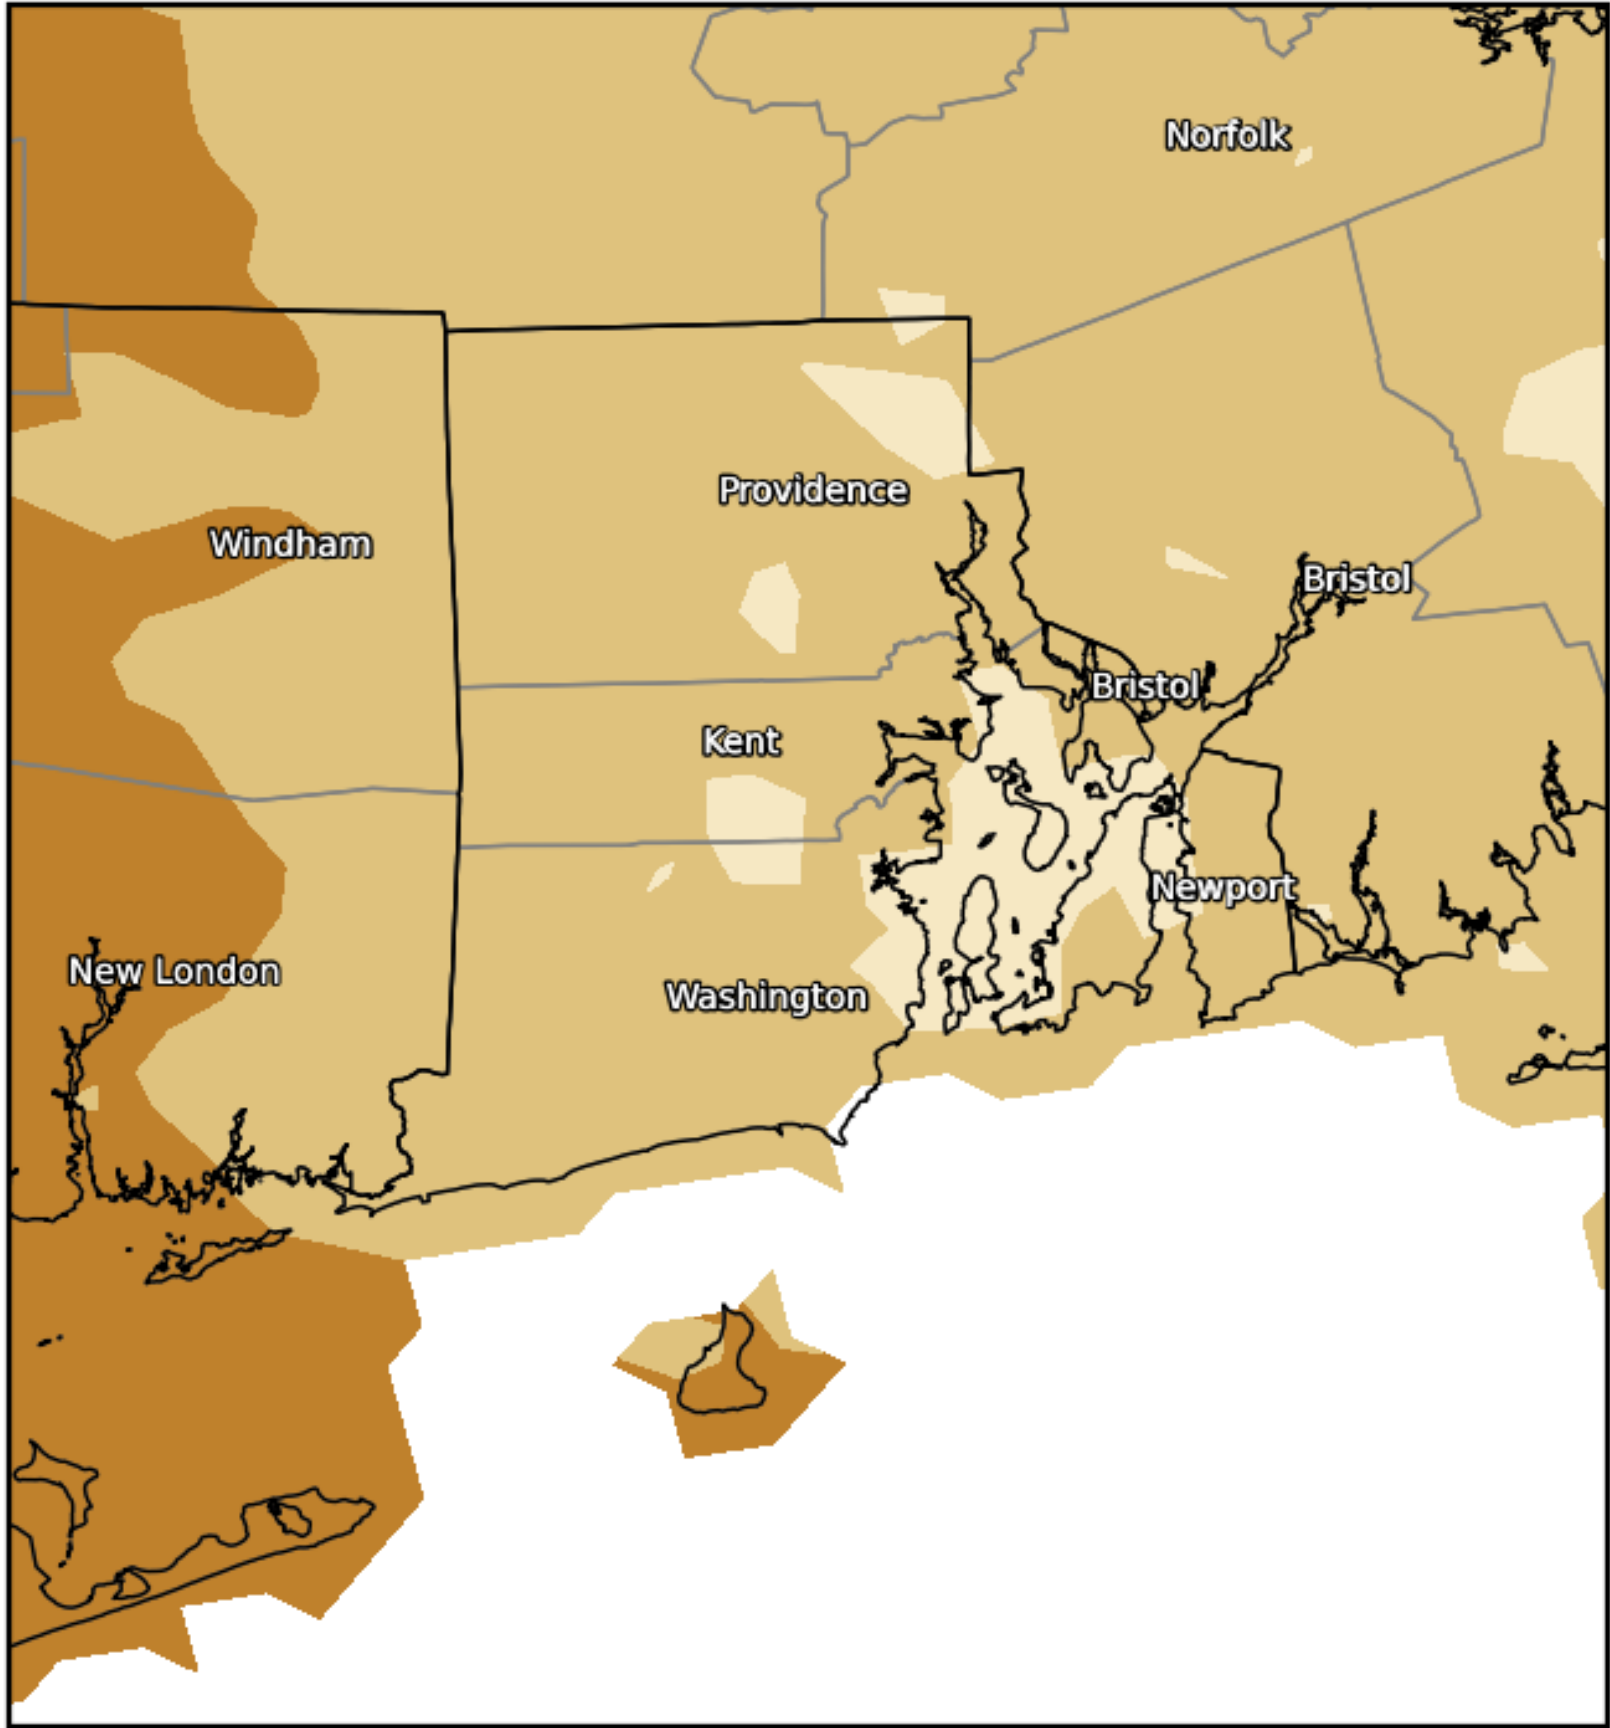 Norfolk
Providence
Windham
Bristol
Bristol
Kent
Newport
New London
Washington